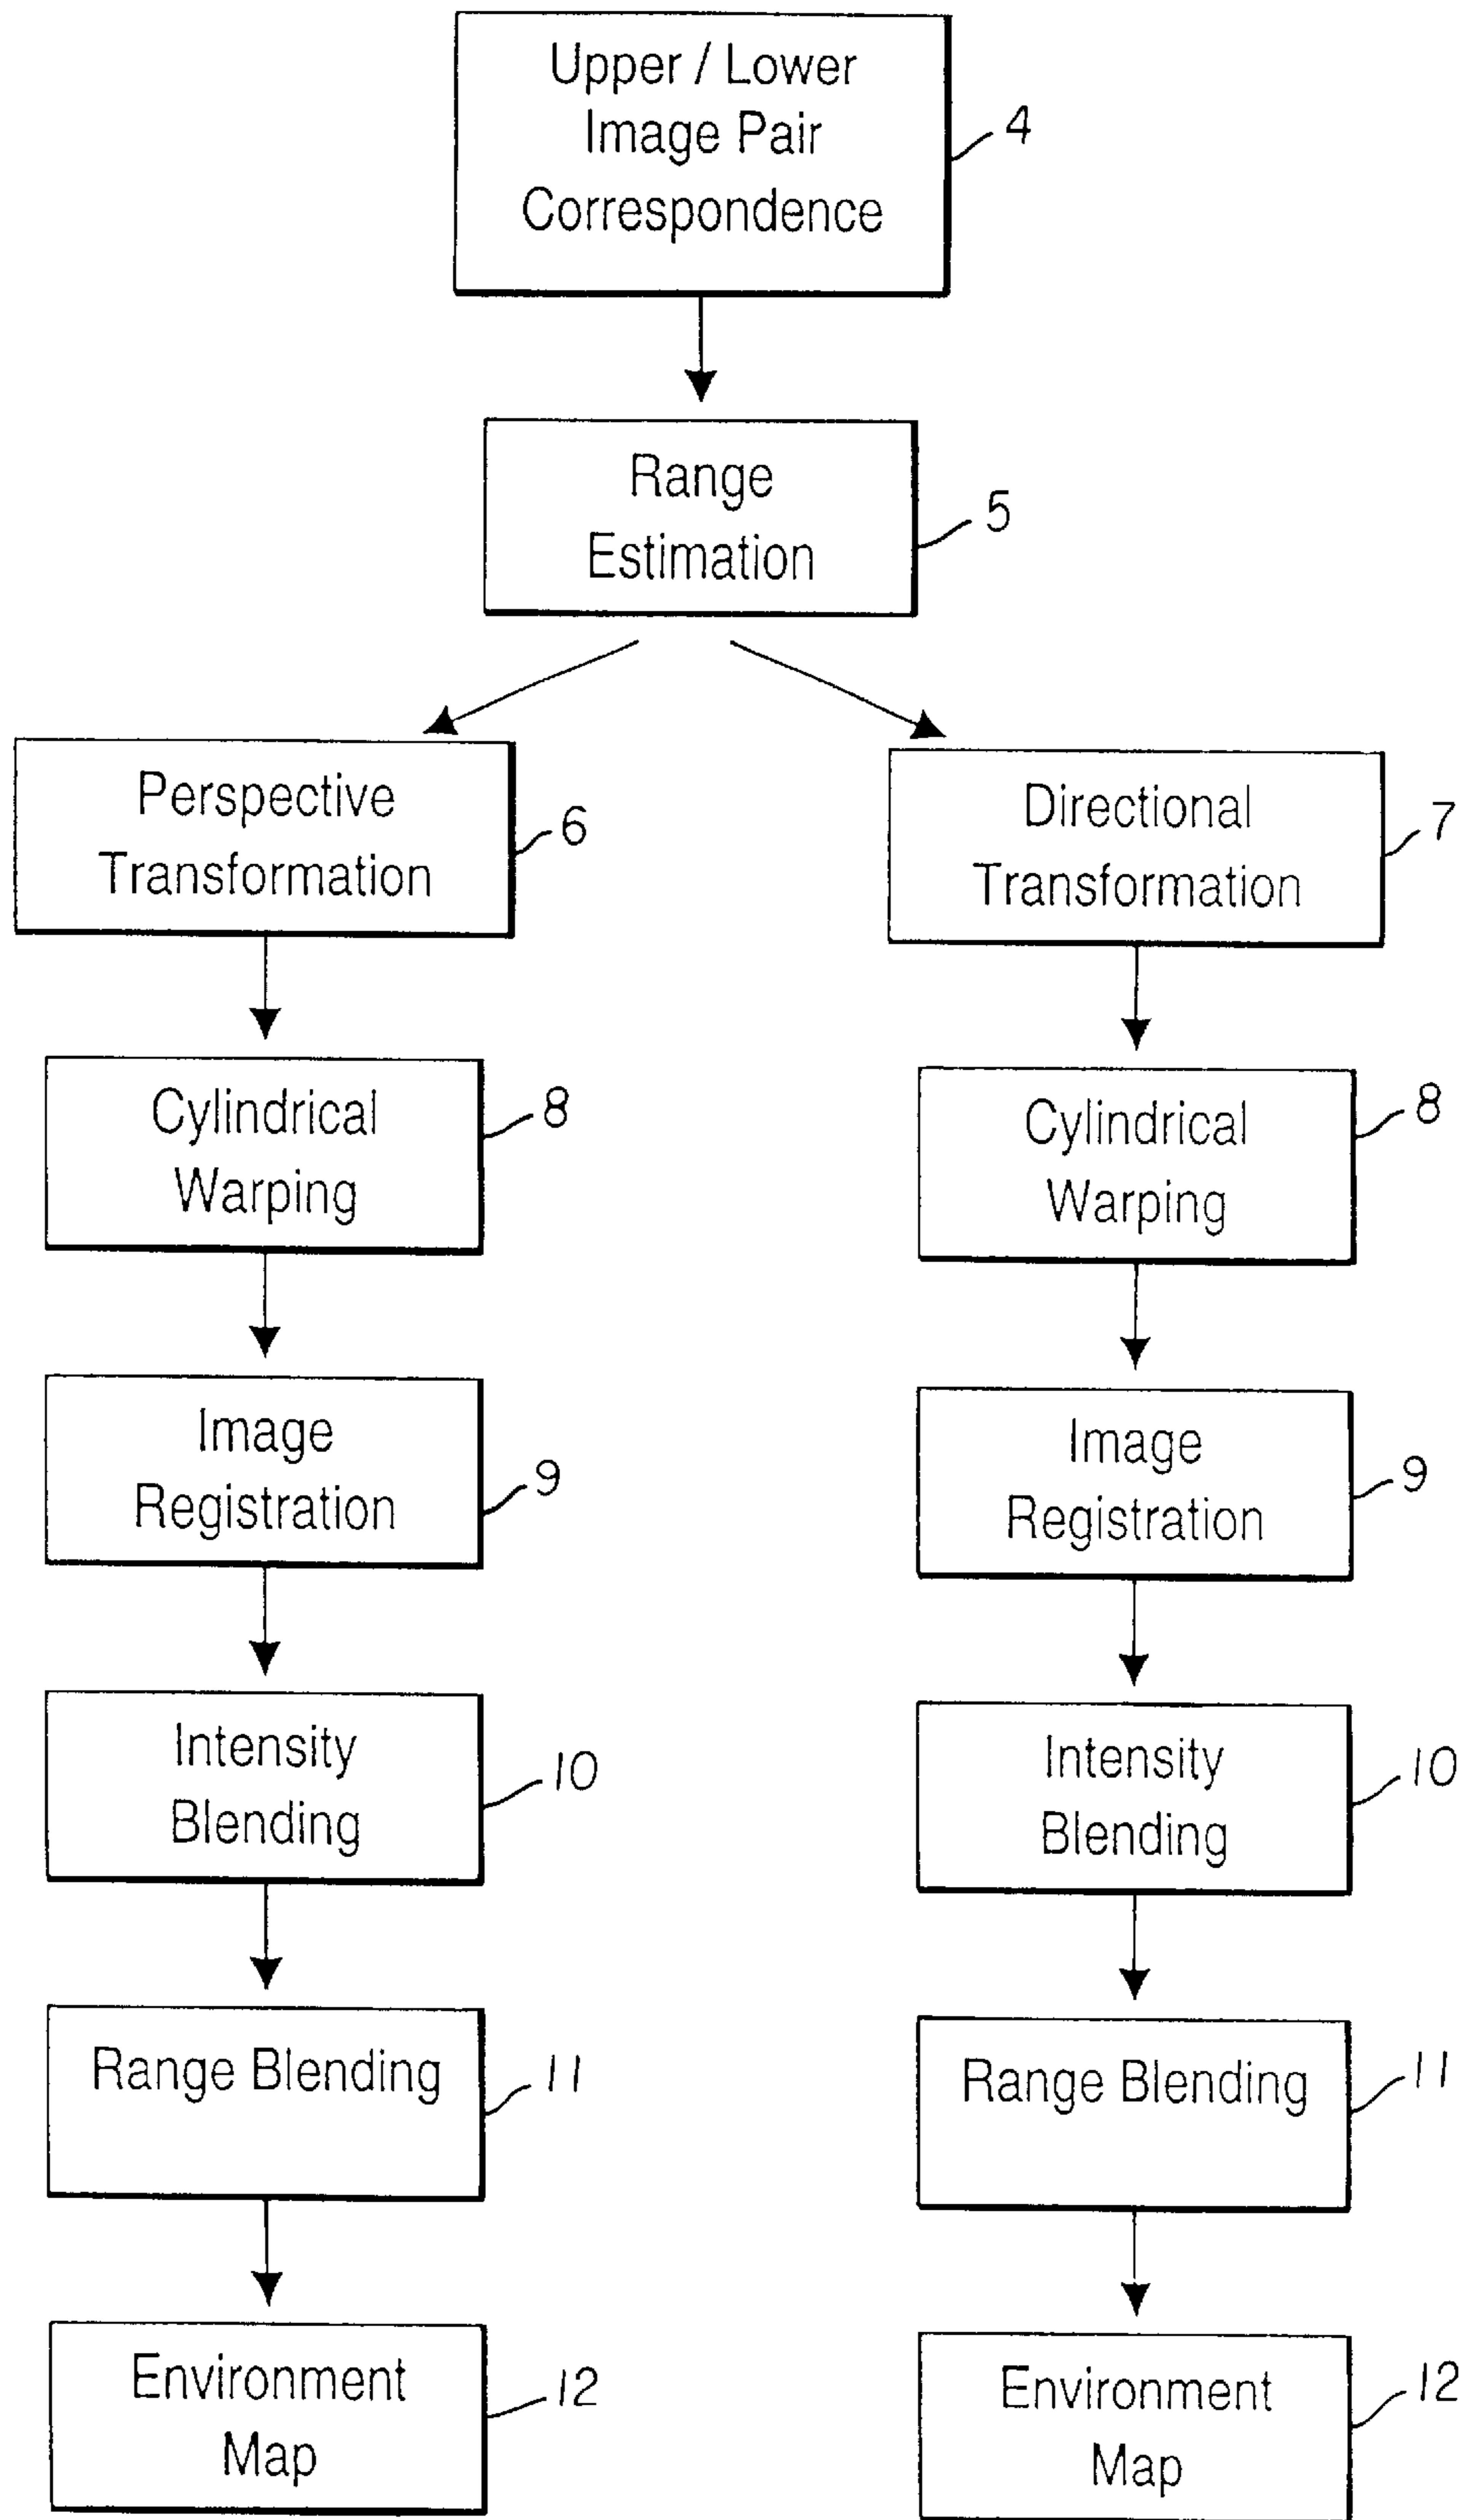 Upper / Lower
Image Pair
Correspondence
4
Range
Estimation
5
Perspective
Transformation
6
Directional
Transformation
7
Cylindrical
Warping
8
Cylindrical
Warping
8
Image
Registration
9
Image
Registration
9
Intensity
Blending
10
Intensity
Blending
10
Range Blending
11
Range Blending
11
Environment
Map
12
Environment
Map
12